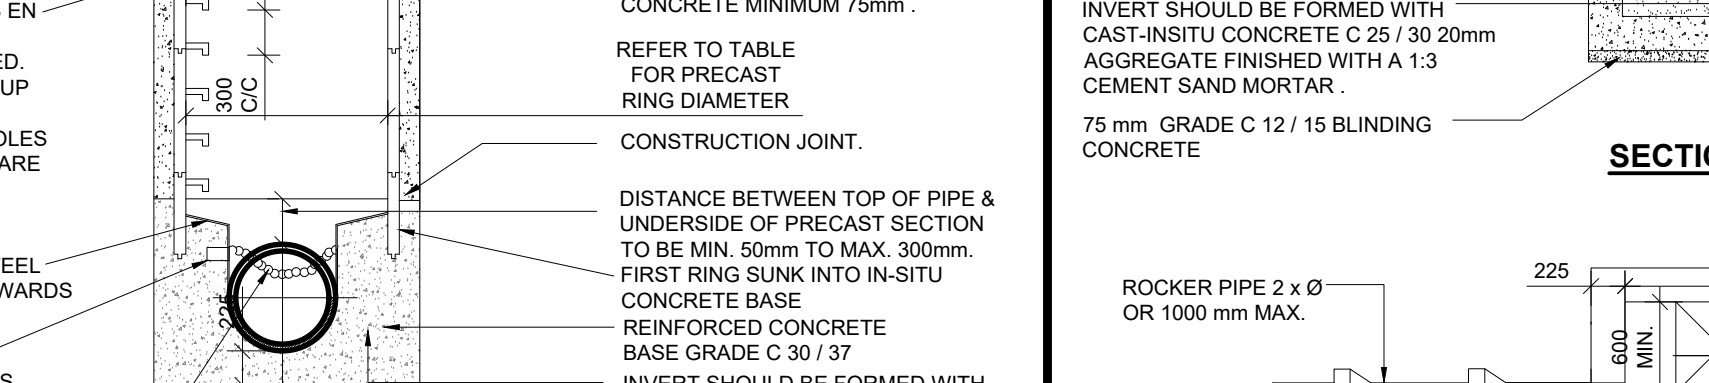 EN
ED.
UP
OLES
ARE
TEEL
WARDS
S
300
C/C
225
CONCRETE MINIMUM 75mm .
REFER TO TABLE
FOR PRECAST
RING DIAMETER
CONSTRUCTION JOINT.
DISTANCE BETWEEN TOP OF PIPE &
UNDERSIDE OF PRECAST SECTION
TO BE MIN. 50mm TO MAX. 300mm.
FIRST RING SUNK INTO IN-SITU
CONCRETE BASE
REINFORCED CONCRETE
BASE GRADE C 30 / 37
INVERT SHOULD BE FORMED WITH
INVERT SHOULD BE FORMED WITH
CAST-INSITU CONCRETE C 25 / 30 20mm
AGGREGATE FINISHED WITH A 1:3
CEMENT SAND MORTAR .
75 mm GRADE C 12 / 15 BLINDING
CONCRETE
SECTIO
ROCKER PIPE 2 x Ø
OR 1000 mm MAX.
225
600
MIN.